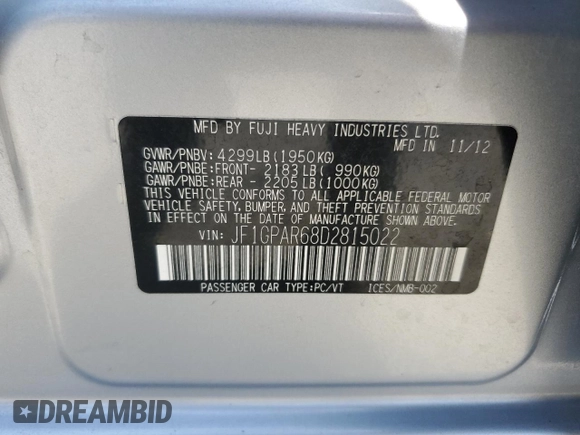 MFD BY FUJI HEAVY INDUSTRIES LTD.
MFD IN 11/12
GVWR/PNBV: 4299LB(1950KG)
GAWR/PNBE:FRONT- 2183LB( 990KG)
GAWR/PNBE:REAR - 2205LB(1000KG)
THIS VEHICLE CONFORMS TO ALL APPLICABLE FEDERAL MOTOR
VEHICLE SAFETY, BUMPER, AND THEFT PREVENTION STANDARDS
IN EFFECT ON THE DATE OF MANUFACTURE SHOWN ABOVE.
VIN: JF1GPAR68D2815022
PASSENGER CAR TYPE:PC/VT ICES/NMB-002
DREAMBID